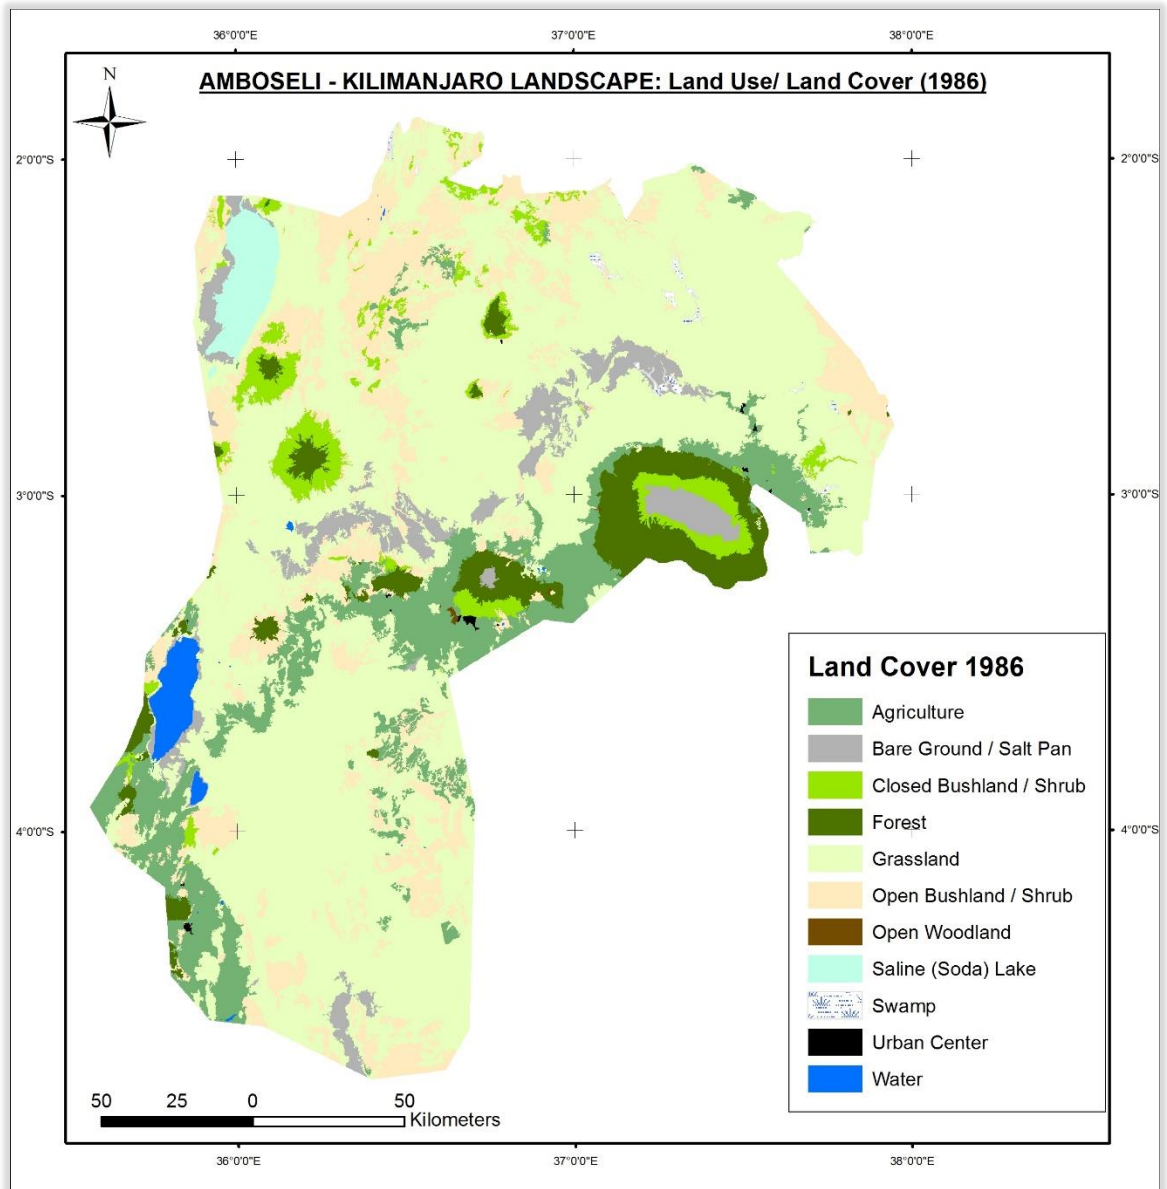 36°0'0"E 37°0'0"E 38°0'0"E
N
AMBOSELI - KILIMANJARO LANDSCAPE: Land Use/ Land Cover (1986)
2°0'0"S 2°0'0"S
3°0'0"S 3°0'0"S
Land Cover 1986
Agriculture
Bare Ground / Salt Pan
Closed Bushland / Shrub
Forest
4°0'0"S 4°0'0"S
Grassland
Open Bushland / Shrub
Open Woodland
Saline (Soda) Lake
Swamp
Urban Center
Water
50 25 0 50
Kilometers
36°0'0"E 37°0'0"E 38°0'0"E